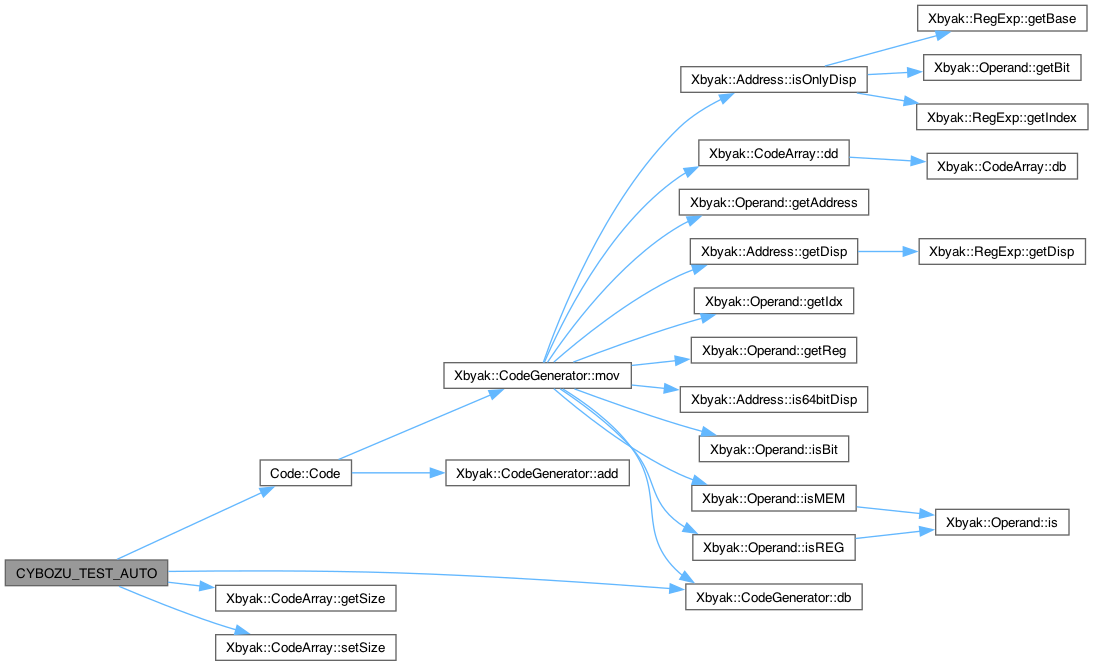 Xbyak::RegExp::getBase
Xbyak::Address::isOnlyDisp
Xbyak::Operand::getBit
Xbyak::RegExp::getIndex
Xbyak::CodeArray::dd
Xbyak::CodeArray::db
Xbyak::Operand::getAddress
Xbyak::Address::getDisp
Xbyak::RegExp::getDisp
Xbyak::Operand::getIdx
Xbyak::Operand::getReg
Xbyak::CodeGenerator::mov
Xbyak::Address::is64bitDisp
Xbyak::Operand::isBit
Code::Code
Xbyak::CodeGenerator::add
Xbyak::Operand::isMEM
Xbyak::Operand::is
Xbyak::Operand::isREG
CYBOZU_TEST_AUTO
Xbyak::CodeArray::getSize
Xbyak::CodeGenerator::db
Xbyak::CodeArray::setSize